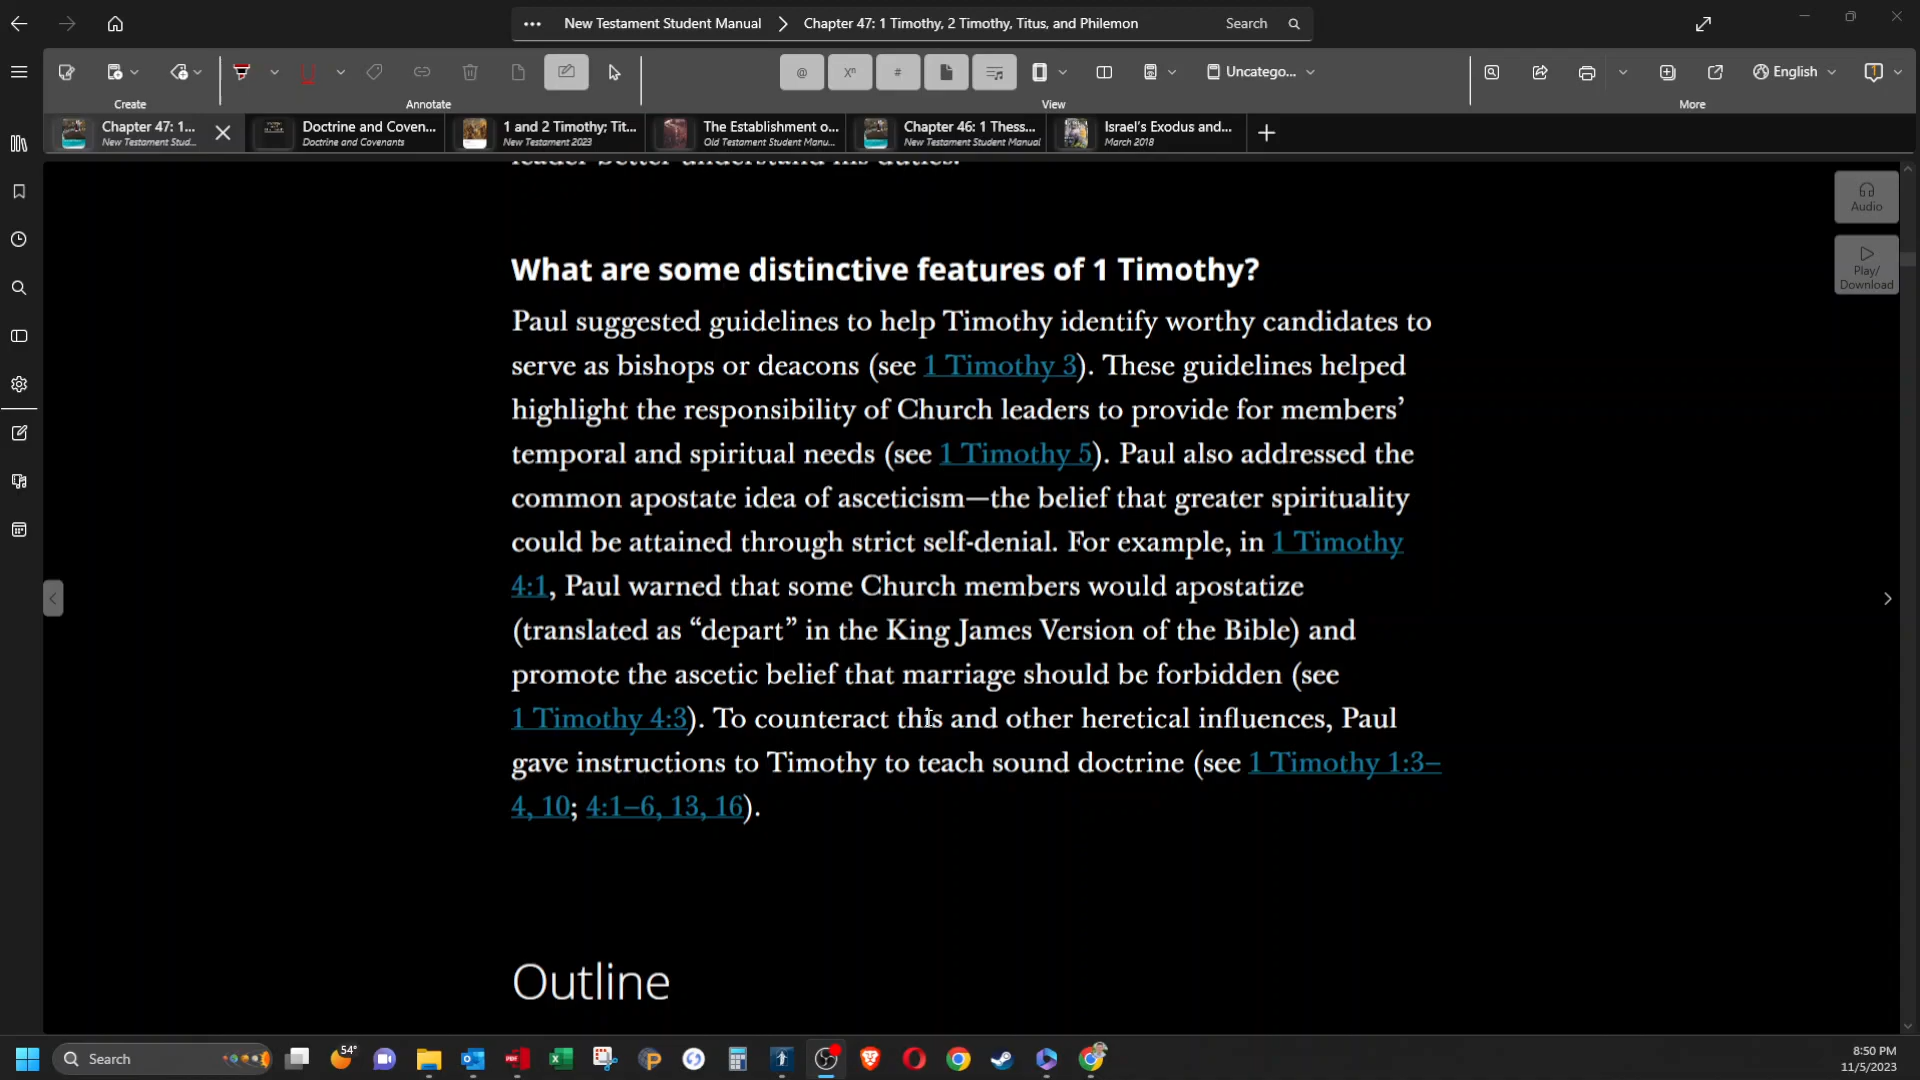 New Testament Student Manual
Chapter 47: 1 Timothy, 2 Timothy, Titus, and Philemon
Search
Create
Annotate
@
Xⁿ
#
View
Uncatego...
English
1
More
Chapter 47: 1...
New Testament Stud...
Doctrine and Coven...
Doctrine and Covenants
1 and 2 Timothy; Tit...
New Testament 2023
The Establishment o...
Old Testament Student Manu...
Chapter 46: 1 Thess...
New Testament Student Manual
Israel's Exodus and...
March 2018
leader better understand his duties.
Audio
Play/
Download
What are some distinctive features of 1 Timothy?
Paul suggested guidelines to help Timothy identify worthy candidates to
serve as bishops or deacons (see 1 Timothy 3). These guidelines helped
highlight the responsibility of Church leaders to provide for members’
temporal and spiritual needs (see 1 Timothy 5). Paul also addressed the
common apostate idea of asceticism—the belief that greater spirituality
could be attained through strict self-denial. For example, in 1 Timothy
4:1, Paul warned that some Church members would apostatize
(translated as “depart” in the King James Version of the Bible) and
promote the ascetic belief that marriage should be forbidden (see
1 Timothy 4:3). To counteract this and other heretical influences, Paul
gave instructions to Timothy to teach sound doctrine (see 1 Timothy 1:3–
4, 10; 4:1–6, 13, 16).
Outline
Search
54°
PDF
8:50 PM
11/5/2023